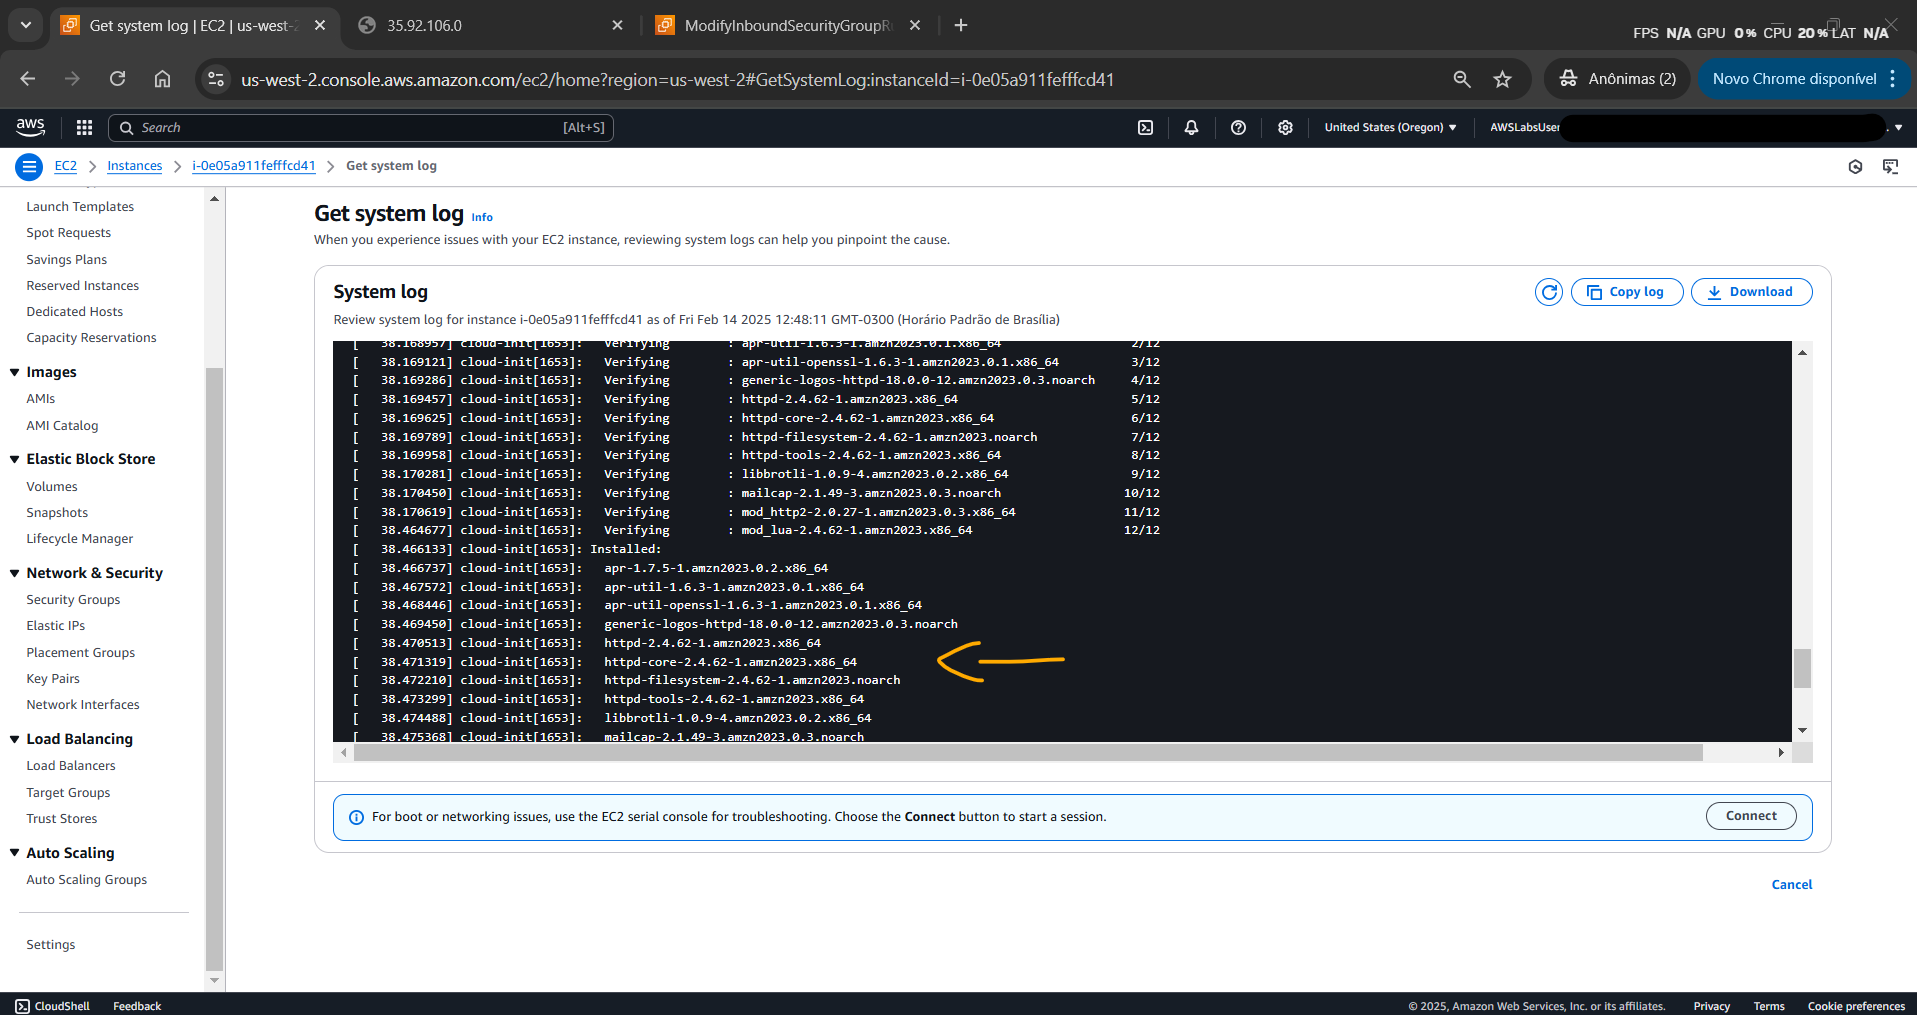 Get system log | EC2 | us-west-2
35.92.106.0
ModifyInboundSecurityGroupRu
FPS N/A GPU 0% CPU 20% LAT N/A
us-west-2.console.aws.amazon.com/ec2/home?region=us-west-2#GetSystemLog:instanceId=i-0e05a911fefffcd41
Anônimas (2)
Novo Chrome disponível
aws
Search
[Alt+S]
United States (Oregon)
AWSLabsUser
EC2
Instances
i-0e05a911fefffcd41
Get system log
Launch Templates
Spot Requests
Savings Plans
Reserved Instances
Dedicated Hosts
Capacity Reservations
Images
AMIs
AMI Catalog
Elastic Block Store
Volumes
Snapshots
Lifecycle Manager
Network & Security
Security Groups
Elastic IPs
Placement Groups
Key Pairs
Network Interfaces
Load Balancing
Load Balancers
Target Groups
Trust Stores
Auto Scaling
Auto Scaling Groups
Settings
Get system log Info
When you experience issues with your EC2 instance, reviewing system logs can help you pinpoint the cause.
System log
Copy log
Download
Review system log for instance i-0e05a911fefffcd41 as of Fri Feb 14 2025 12:48:11 GMT-0300 (Horário Padrão de Brasília)
[ 38.168957] cloud-init[1653]: Verifying : apr-util-1.6.3-1.amzn2023.0.1.x86_64 2/12
[ 38.169121] cloud-init[1653]: Verifying : apr-util-openssl-1.6.3-1.amzn2023.0.1.x86_64 3/12
[ 38.169286] cloud-init[1653]: Verifying : generic-logos-httpd-18.0.0-12.amzn2023.0.3.noarch 4/12
[ 38.169457] cloud-init[1653]: Verifying : httpd-2.4.62-1.amzn2023.x86_64 5/12
[ 38.169625] cloud-init[1653]: Verifying : httpd-core-2.4.62-1.amzn2023.x86_64 6/12
[ 38.169789] cloud-init[1653]: Verifying : httpd-filesystem-2.4.62-1.amzn2023.noarch 7/12
[ 38.169958] cloud-init[1653]: Verifying : httpd-tools-2.4.62-1.amzn2023.x86_64 8/12
[ 38.170281] cloud-init[1653]: Verifying : libbrotli-1.0.9-4.amzn2023.0.2.x86_64 9/12
[ 38.170450] cloud-init[1653]: Verifying : mailcap-2.1.49-3.amzn2023.0.3.noarch 10/12
[ 38.170619] cloud-init[1653]: Verifying : mod_http2-2.0.27-1.amzn2023.0.3.x86_64 11/12
[ 38.464677] cloud-init[1653]: Verifying : mod_lua-2.4.62-1.amzn2023.x86_64 12/12
[ 38.466133] cloud-init[1653]: Installed:
[ 38.466737] cloud-init[1653]: apr-1.7.5-1.amzn2023.0.2.x86_64
[ 38.467572] cloud-init[1653]: apr-util-1.6.3-1.amzn2023.0.1.x86_64
[ 38.468446] cloud-init[1653]: apr-util-openssl-1.6.3-1.amzn2023.0.1.x86_64
[ 38.469450] cloud-init[1653]: generic-logos-httpd-18.0.0-12.amzn2023.0.3.noarch
[ 38.470513] cloud-init[1653]: httpd-2.4.62-1.amzn2023.x86_64
[ 38.471319] cloud-init[1653]: httpd-core-2.4.62-1.amzn2023.x86_64
[ 38.472210] cloud-init[1653]: httpd-filesystem-2.4.62-1.amzn2023.noarch
[ 38.473299] cloud-init[1653]: httpd-tools-2.4.62-1.amzn2023.x86_64
[ 38.474488] cloud-init[1653]: libbrotli-1.0.9-4.amzn2023.0.2.x86_64
[ 38.475368] cloud-init[1653]: mailcap-2.1.49-3.amzn2023.0.3.noarch
For boot or networking issues, use the EC2 serial console for troubleshooting. Choose the Connect button to start a session.
Connect
Cancel
CloudShell
Feedback
© 2025, Amazon Web Services, Inc. or its affiliates.
Privacy
Terms
Cookie preferences